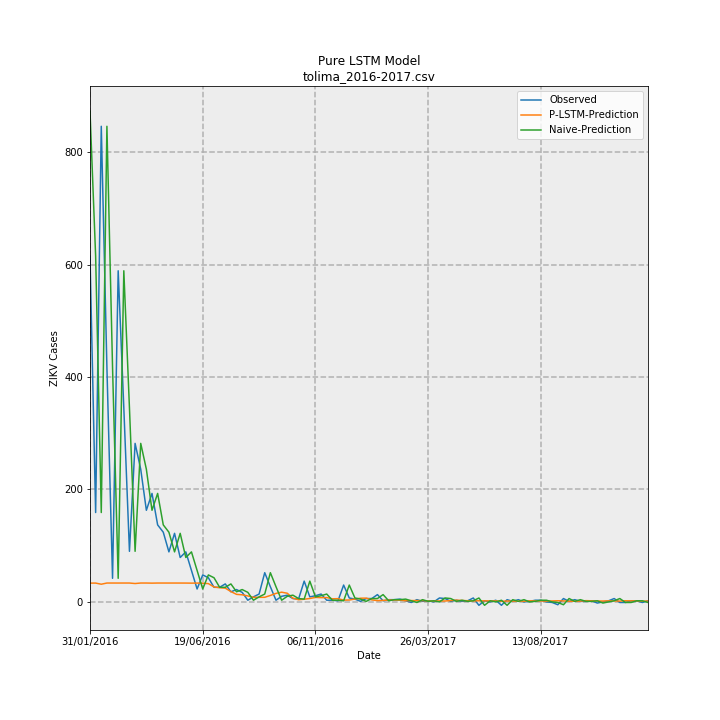 Pure LSTM Model
tolima_2016-2017.csv
Observed
P-LSTM-Prediction
Naive-Prediction
ZIKV Cases
800
600
400
200
0
31/01/2016
19/06/2016
06/11/2016
26/03/2017
13/08/2017
Date